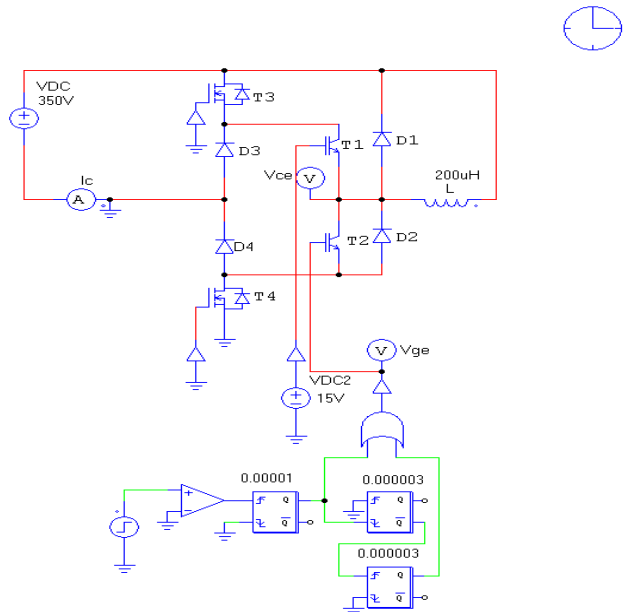 VDC
350V
T3
D3
T1
D1
Vce
V
200uH
L
Ic
A
D4
T2
D2
T4
V
Vge
VDC2
15V
0.00001
0.000003
Q
Q
Q
Q
0.000003
Q
Q